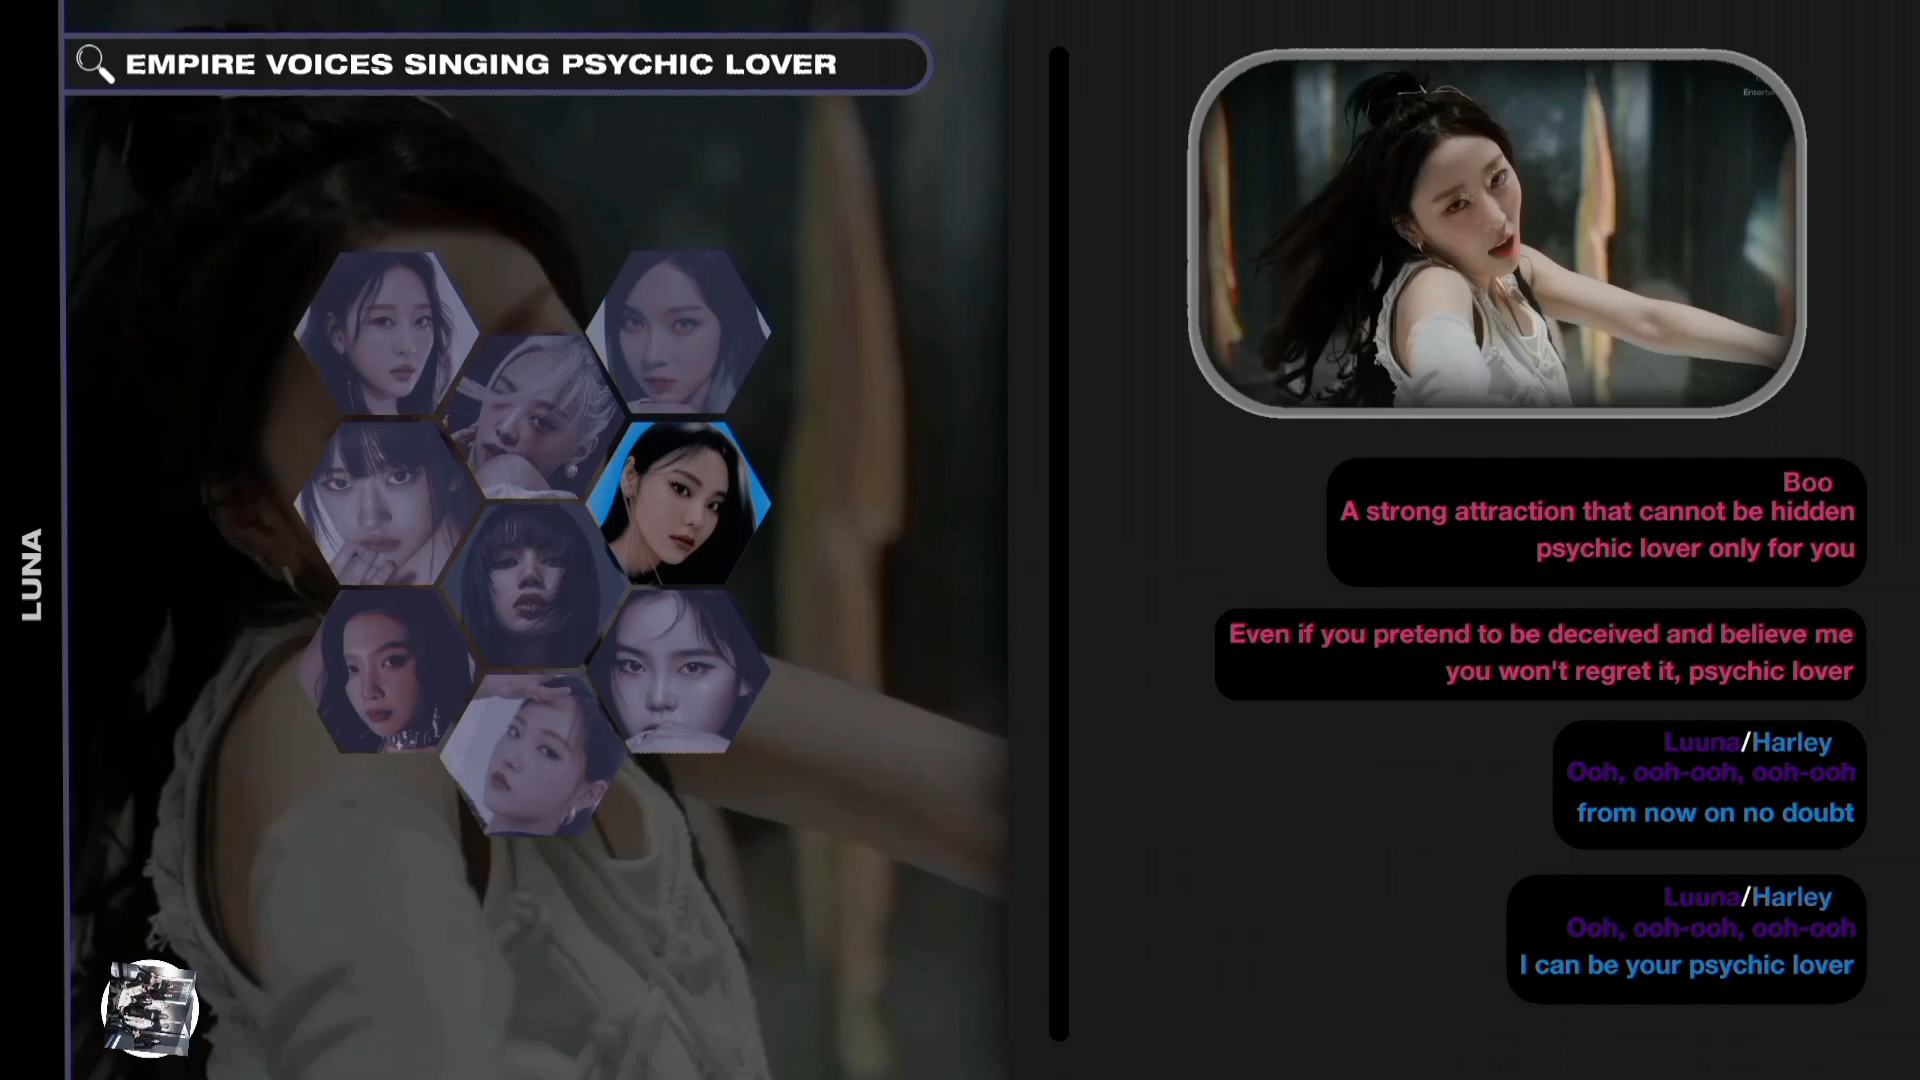 EMPIRE VOICES SINGING PSYCHIC LOVER
LUNA
Boo
A strong attraction that cannot be hidden
psychic lover only for you
Even if you pretend to be deceived and believe me
you won't regret it, psychic lover
Luuna/Harley
Ooh, ooh-ooh, ooh-ooh
from now on no doubt
Luuna/Harley
Ooh, ooh-ooh, ooh-ooh
I can be your psychic lover